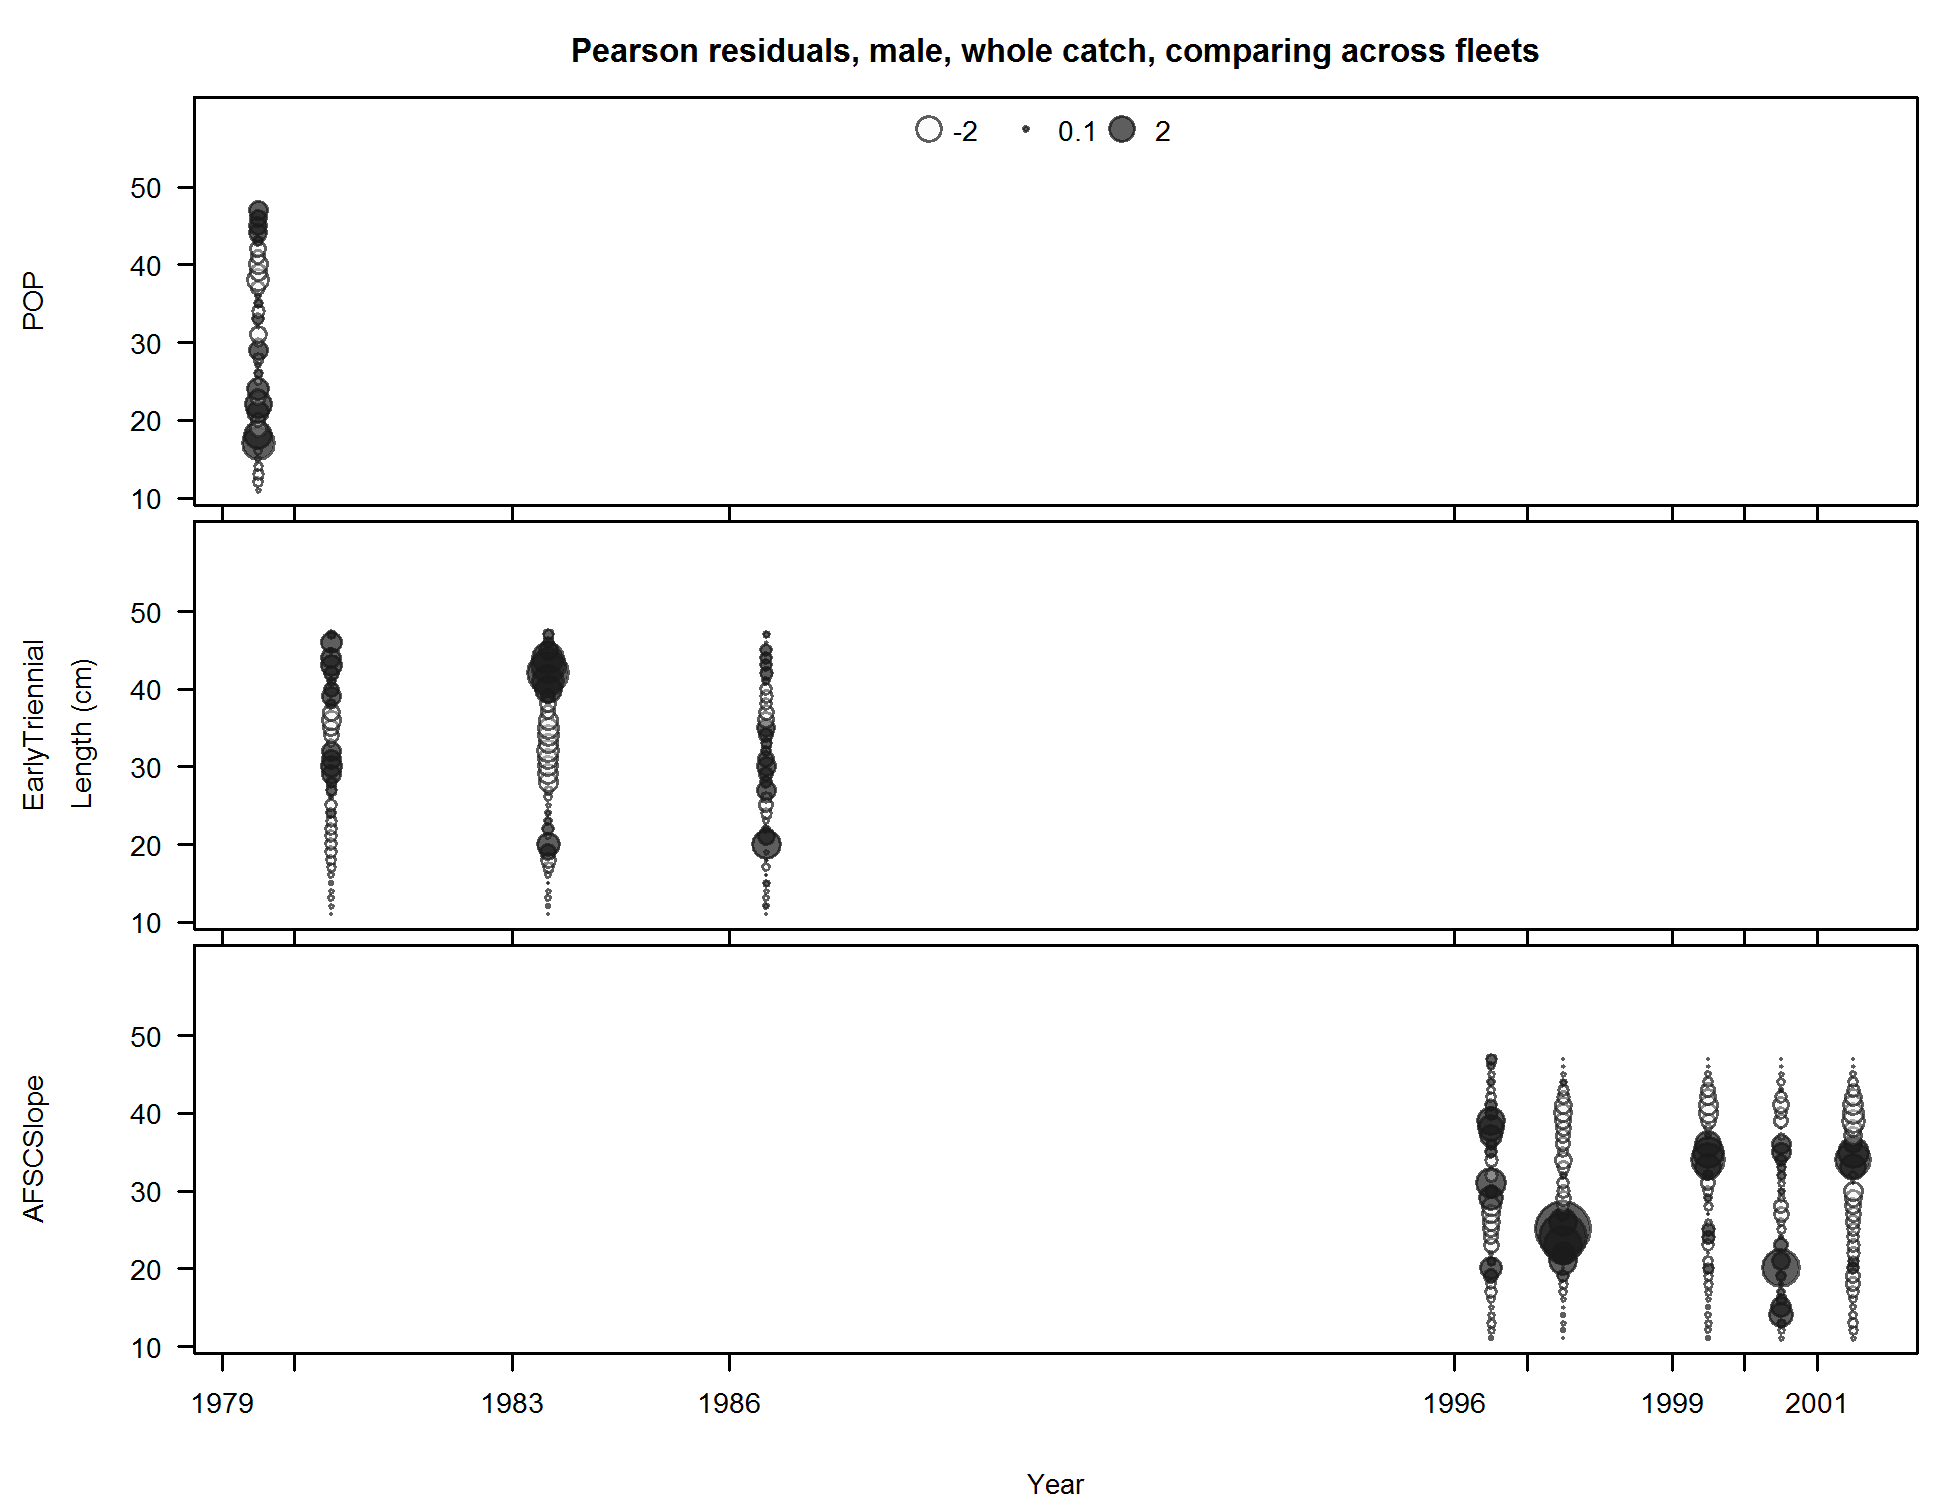 Pearson residuals, male, whole catch, comparing across fleets
-2 0.1 2
POP
50
40
30
20
10
EarlyTriennial
Length (cm)
50
40
30
20
10
AFSCSlope
50
40
30
20
10
1979 1983 1986 1996 1999 2001
Year